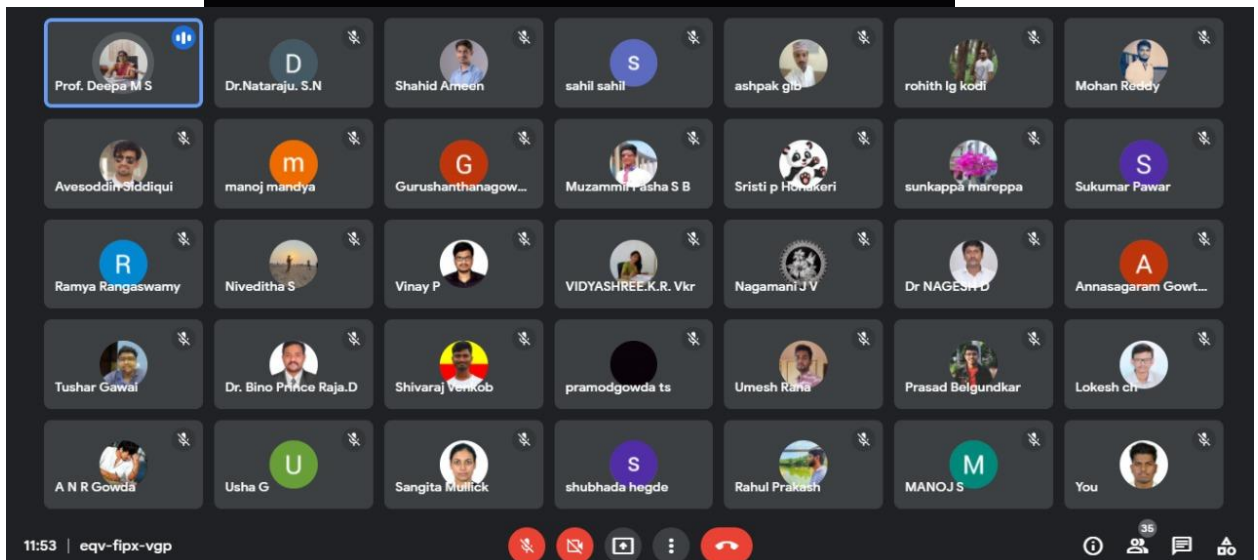 Prof. Deepa M S
D
Dr.Nataraju. S.N
Shahid Ameen
S
sahil sahil
ashpak glb
rohith lg kodi
Mohan Reddy
Avesoddin Siddiqui
m
manoj mandya
G
Gurushanthanagow...
Muzammil Pasha S B
Sristi p Honakeri
sunkappa mareppa
S
Sukumar Pawar
R
Ramya Rangaswamy
Niveditha S
Vinay P
VIDYASHREE.K.R. Vkr
Nagamani J V
Dr NAGESH D
A
Annasagaram Gowt...
Tushar Gawai
Dr. Bino Prince Raja.D
Shivaraj Venkob
pramodgowda ts
Umesh Rana
Prasad Belgundkar
Lokesh ch
A N R Gowda
U
Usha G
Sangita Mullick
s
shubhada hegde
Rahul Prakash
M
MANOJ S
You
11:53 | eqv-fipx-vgp
35